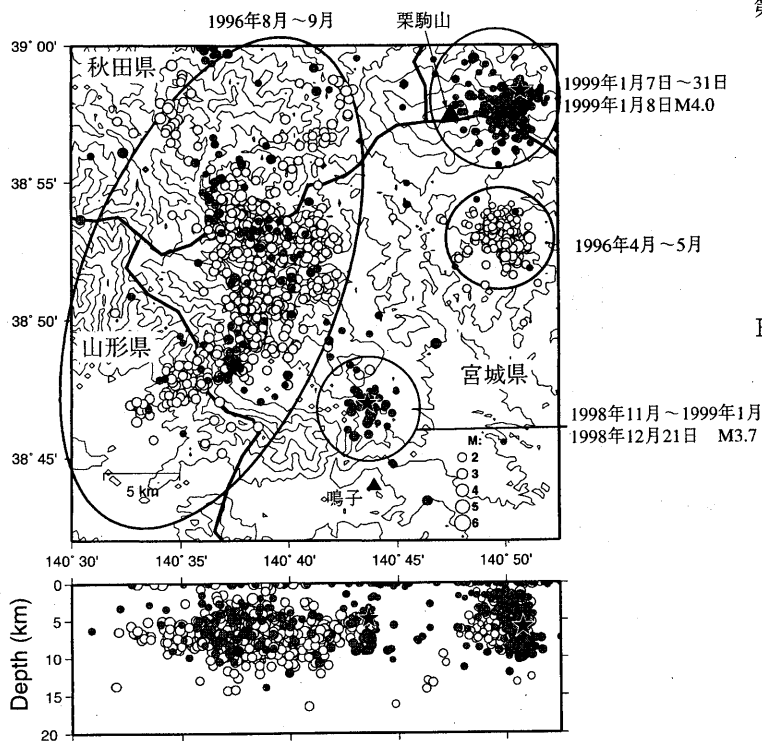 1996年8月～9月
栗駒山
第
39° 00'
秋田県
1999年1月7日～31日
1999年1月8日M4.0
38° 55'
1996年4月～5月
38° 50'
山形県
宮城県
1998年11月～1999年1月
1998年12月21日 M3.7
38° 45'
M:
2
3
4
5
6
5 km
鳴子
140° 30'
140° 35'
140° 40'
140° 45'
140° 50'
0
5
10
15
20
Depth (km)